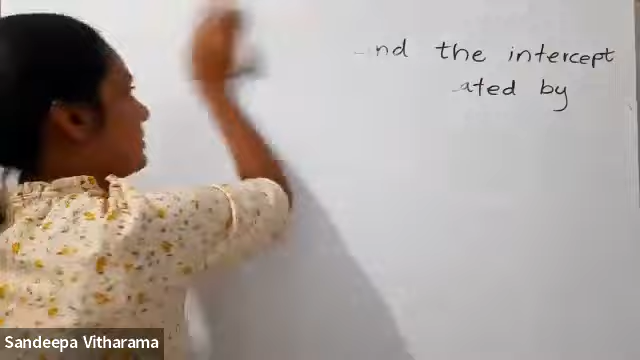 nd the intercept
ated by
Sandeepa Vitharama